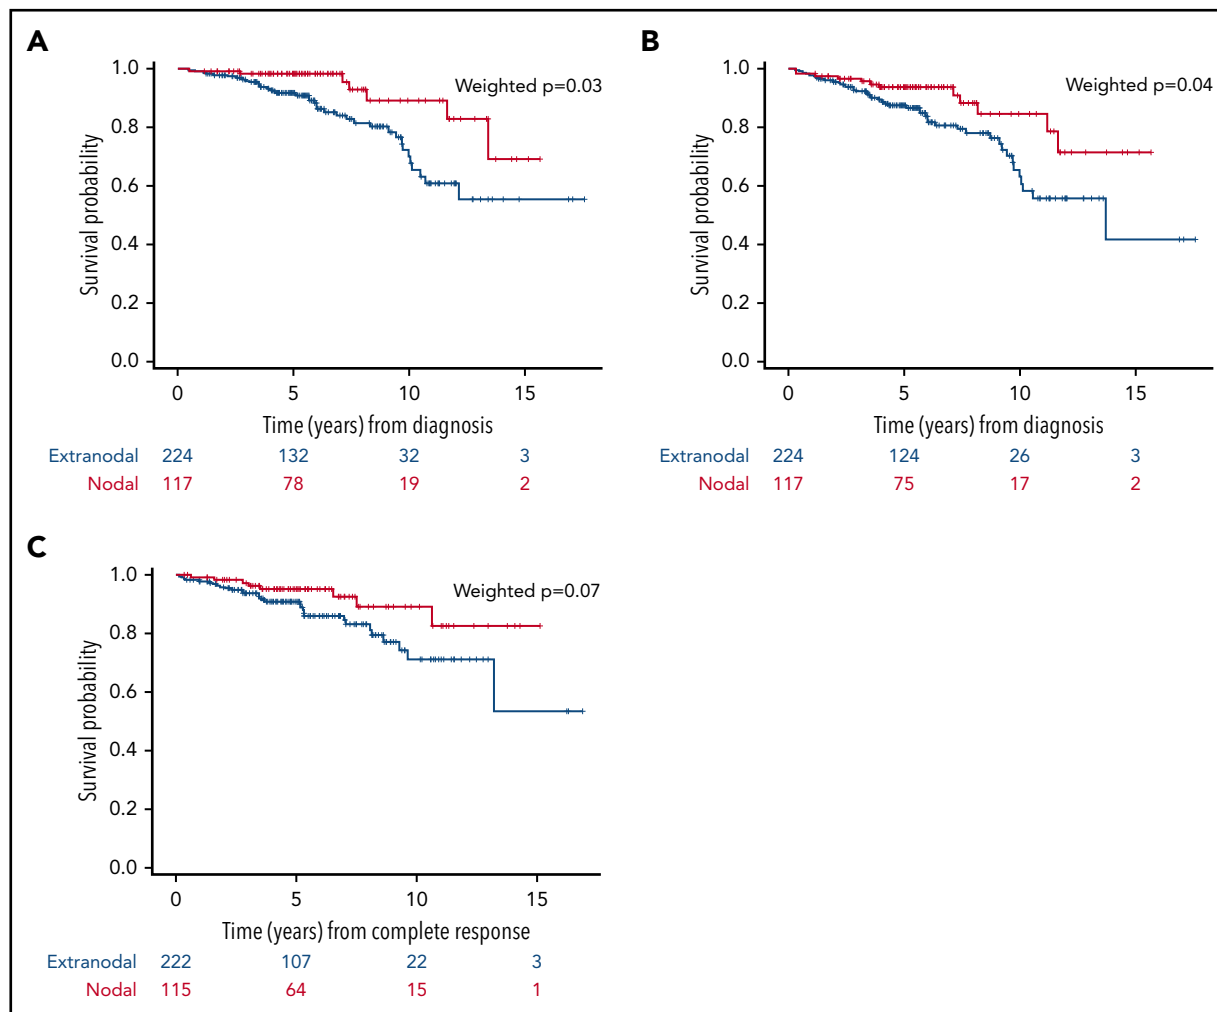 A
1.0
0.8
0.6
0.4
0.2
0.0
Survival probability
Weighted p=0.03
0 5 10 15
Time (years) from diagnosis
Extranodal 224 132 32 3
Nodal 117 78 19 2
B
1.0
0.8
0.6
0.4
0.2
0.0
Survival probability
Weighted p=0.04
0 5 10 15
Time (years) from diagnosis
Extranodal 224 124 26 3
Nodal 117 75 17 2
C
1.0
0.8
0.6
0.4
0.2
0.0
Survival probability
Weighted p=0.07
0 5 10 15
Time (years) from complete response
Extranodal 222 107 22 3
Nodal 115 64 15 1